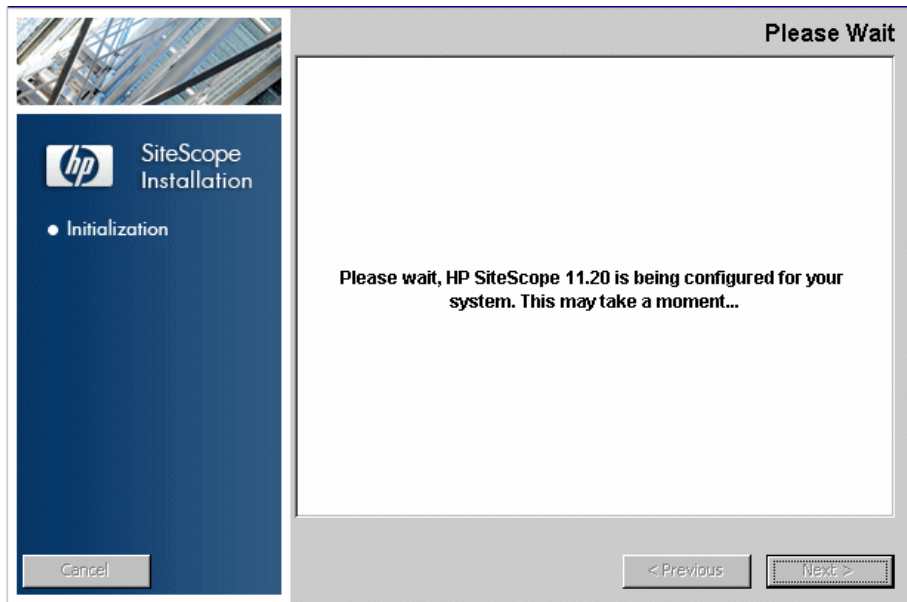 Please Wait
hp
SiteScope
Installation
Initialization
Please wait, HP SiteScope 11.20 is being configured for your
system. This may take a moment...
Cancel
< Previous
Next >